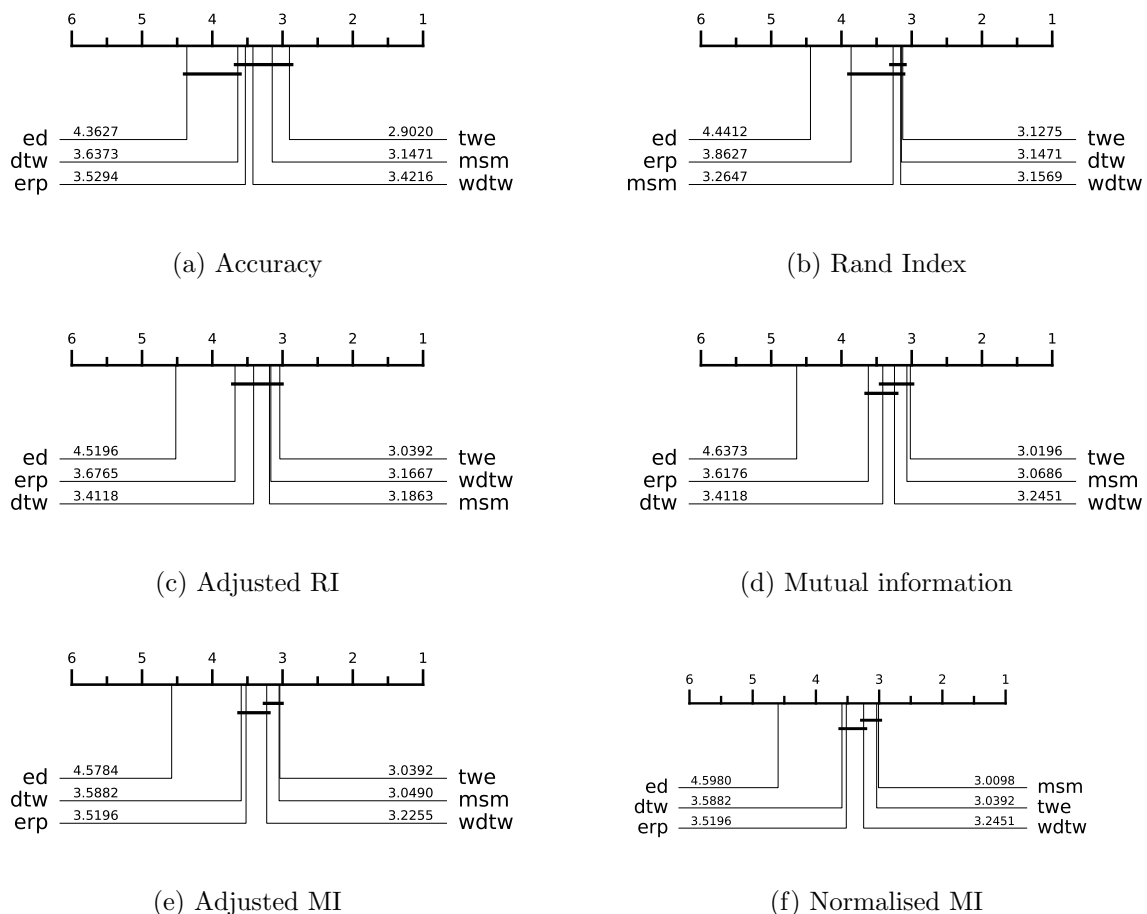 6 5 4 3 2 1
ed 4.3627 2.9020 twe
dtw 3.6373 3.1471 msm
erp 3.5294 3.4216 wdtw
(a) Accuracy
6 5 4 3 2 1
ed 4.4412 3.1275 twe
erp 3.8627 3.1471 dtw
msm 3.2647 3.1569 wdtw
(b) Rand Index
6 5 4 3 2 1
ed 4.5196 3.0392 twe
erp 3.6765 3.1667 wdtw
dtw 3.4118 3.1863 msm
(c) Adjusted RI
6 5 4 3 2 1
ed 4.6373 3.0196 twe
erp 3.6176 3.0686 msm
dtw 3.4118 3.2451 wdtw
(d) Mutual information
6 5 4 3 2 1
ed 4.5784 3.0392 twe
dtw 3.5882 3.0490 msm
erp 3.5196 3.2255 wdtw
(e) Adjusted MI
6 5 4 3 2 1
ed 4.5980 3.0098 msm
dtw 3.5882 3.0392 twe
erp 3.5196 3.2451 wdtw
(f) Normalised MI